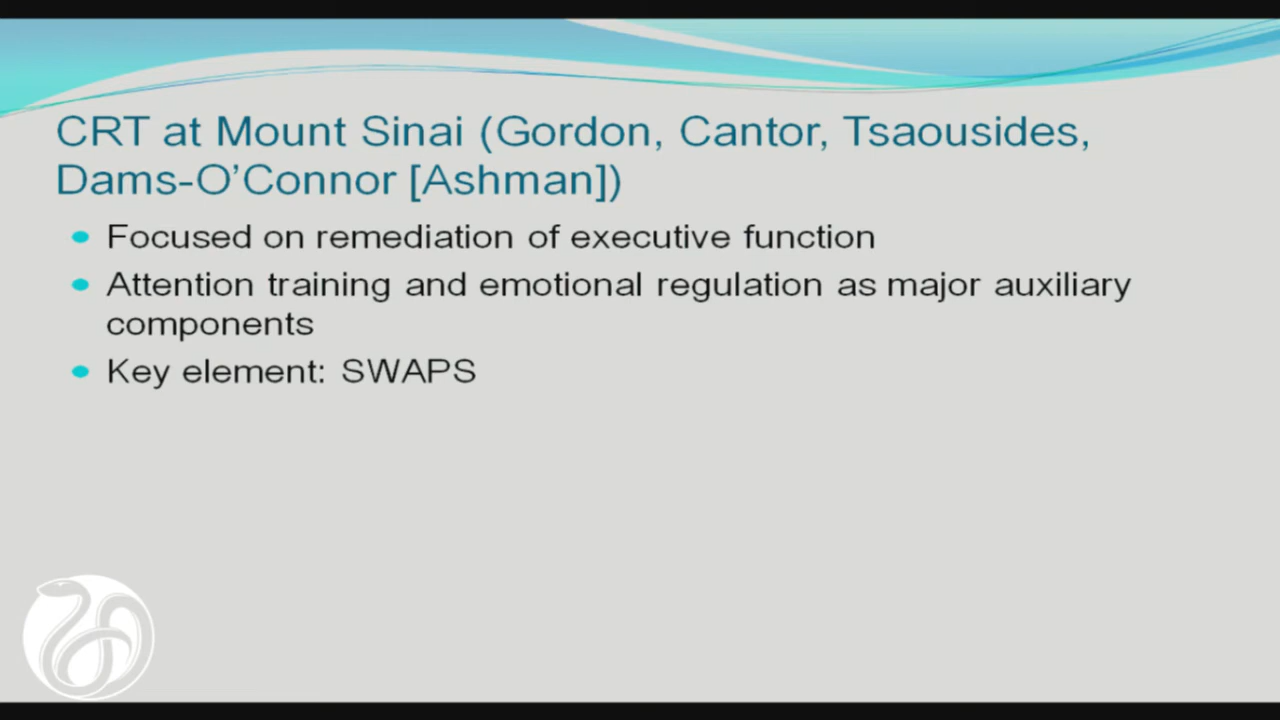 CRT at Mount Sinai (Gordon, Cantor, Tsaousides,
Dams-O’Connor [Ashman])
Focused on remediation of executive function
Attention training and emotional regulation as major auxiliary
components
Key element: SWAPS